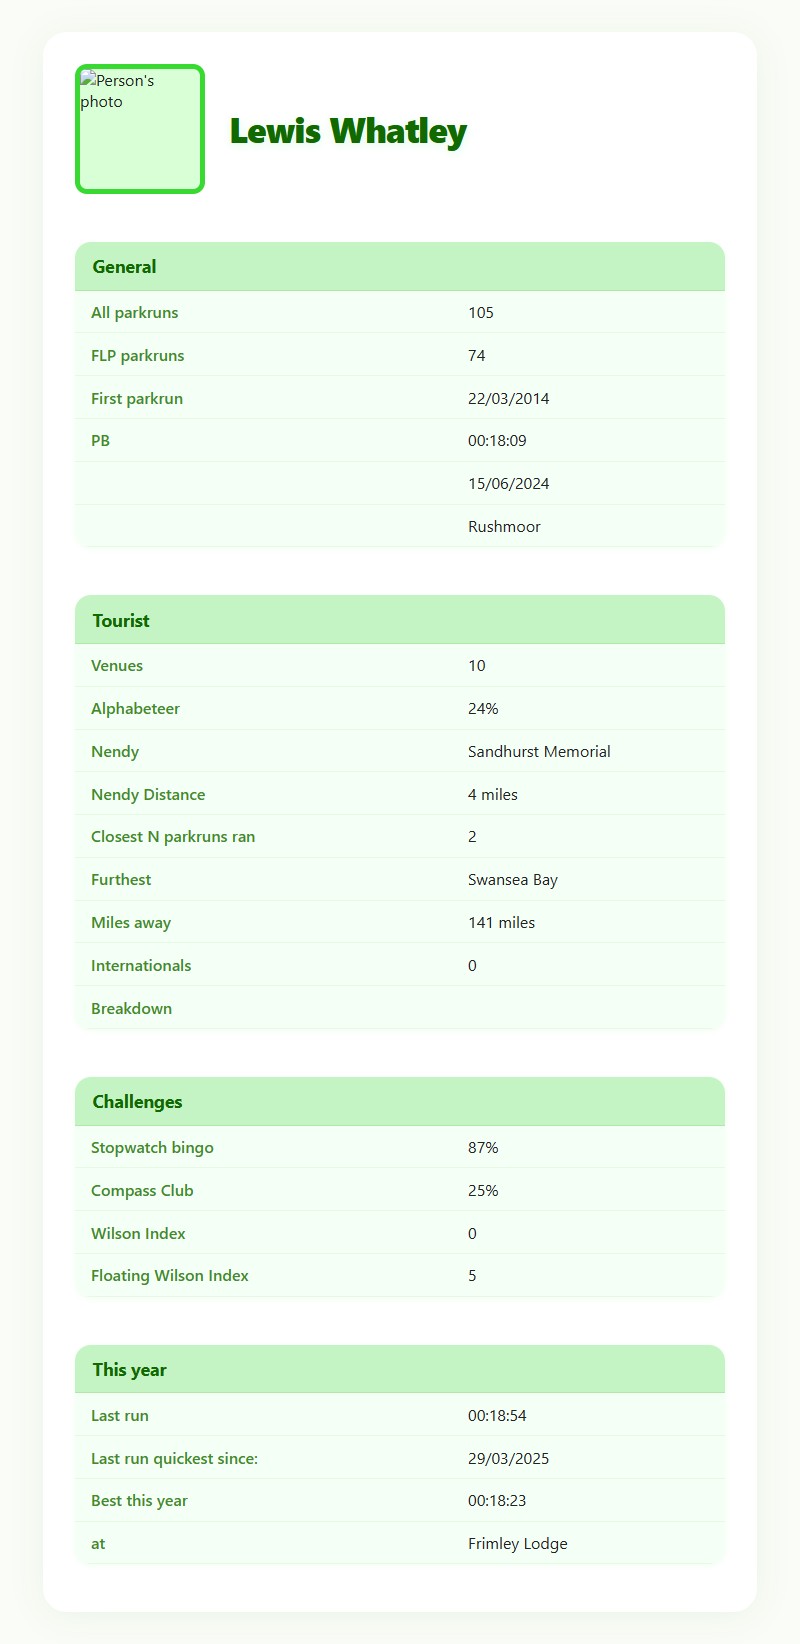 Person's
photo
Lewis Whatley
General
All parkruns 105
FLP parkruns 74
First parkrun 22/03/2014
PB 00:18:09
15/06/2024
Rushmoor
Tourist
Venues 10
Alphabeteer 24%
Nendy Sandhurst Memorial
Nendy Distance 4 miles
Closest N parkruns ran 2
Furthest Swansea Bay
Miles away 141 miles
Internationals 0
Breakdown
Challenges
Stopwatch bingo 87%
Compass Club 25%
Wilson Index 0
Floating Wilson Index 5
This year
Last run 00:18:54
Last run quickest since: 29/03/2025
Best this year 00:18:23
at Frimley Lodge